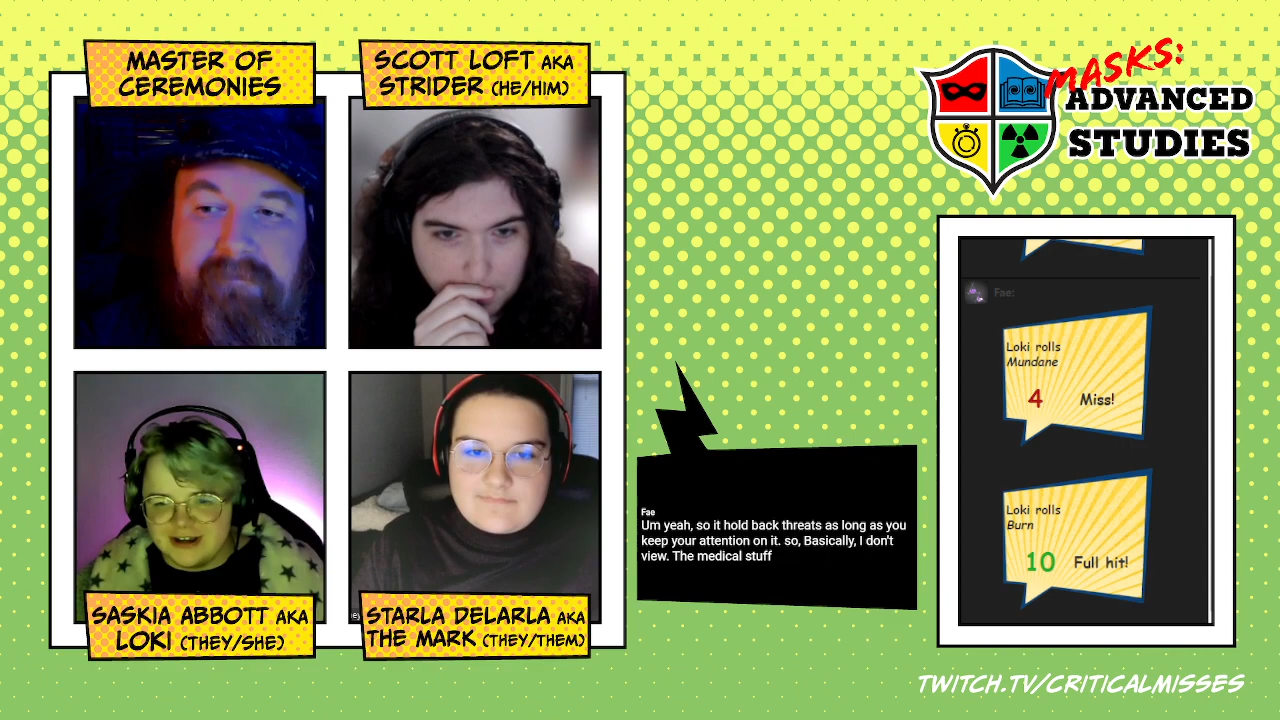 MASTER OF
CEREMONIES
SCOTT LOFT AKA
STRIDER (HE/HIM)
MASKS:
ADVANCED
STUDIES
Fae:
Loki rolls
Mundane
4 Miss!
Loki rolls
Burn
10 Full hit!
Fae
Um yeah, so it hold back threats as long as you
keep your attention on it. so, Basically, I don't
view. The medical stuff
SASKIA ABBOTT AKA
LOKI (THEY/SHE)
STARLA DELARLA AKA
THE MARK (THEY/THEM)
TWITCH.TV/CRITICALMISSES